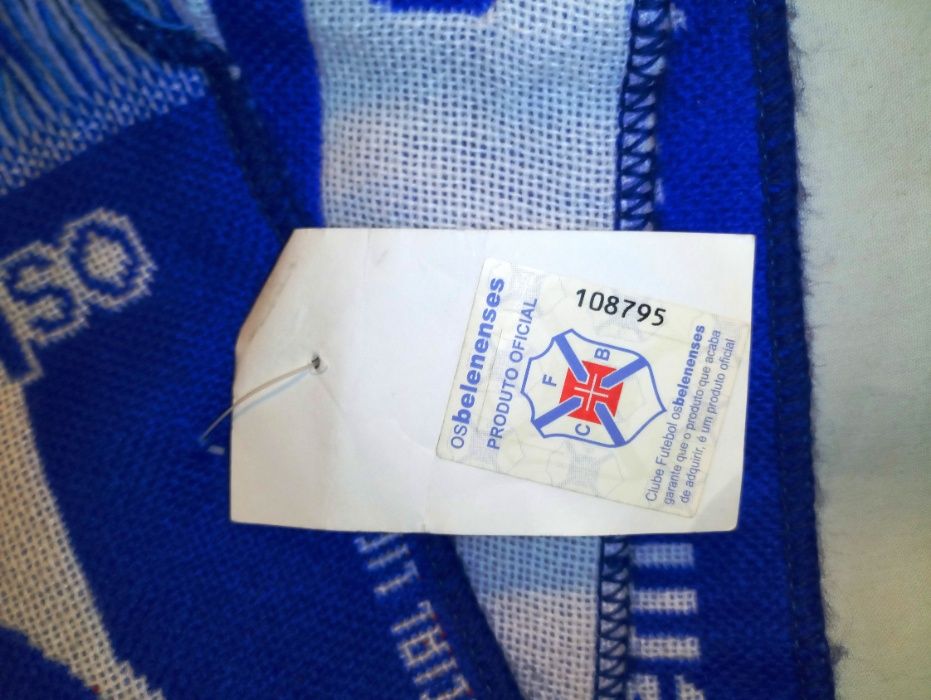 osbelenenses
PRODUTO OFICIAL
108795
C F B
Clube Futebol osbelenenses
garante que o produto que acaba
de adquirir, é um produto oficial